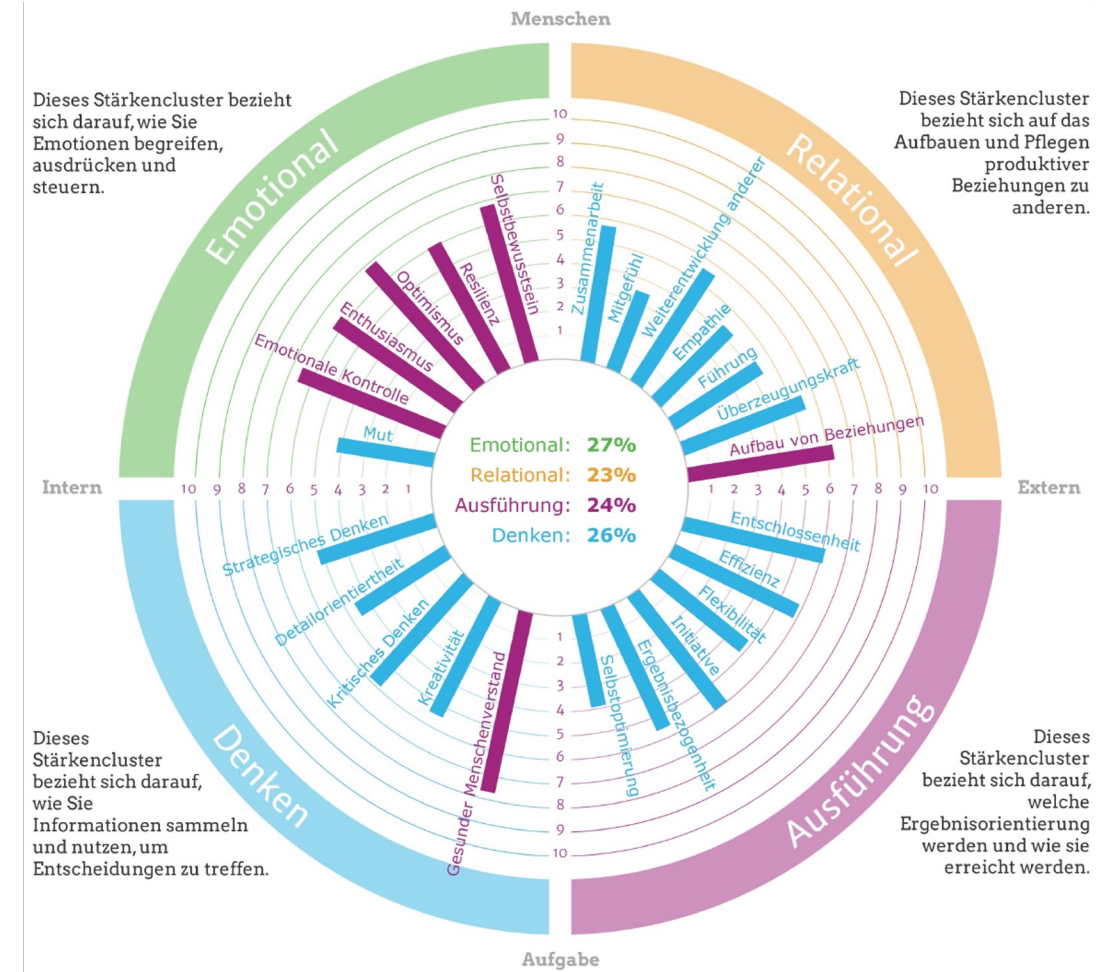 Menschen
Dieses Stärkencluster bezieht
sich darauf, wie Sie
Emotionen begreifen,
ausdrücken und
steuern.
Dieses Stärkencluster
bezieht sich auf das
Aufbauen und Pflegen
produktiver
Beziehungen zu
anderen.
Emotional
Relational
10
9
8
7
6
5
4
3
2
1
Mut
Emotionale Kontrolle
Enthusiasmus
Optimismus
Resilienz
Selbstbewusstsein
Zusammenarbeit
Mitgefühl
Weiterentwicklung anderer
Empathie
Führung
Überzeugungskraft
Aufbau von Beziehungen
Emotional: 27%
Relational: 23%
Ausführung: 24%
Denken: 26%
Intern
10 9 8 7 6 5 4 3 2 1
1 2 3 4 5 6 7 8 9 10
Extern
Strategisches Denken
Detailorientiertheit
Kritisches Denken
Kreativität
Gesunder Menschenverstand
Entschlossenheit
Effizienz
Flexibilität
Initiative
Ergebnisbezogenheit
Selbstoptimierung
1
2
3
4
5
6
7
8
9
10
Denken
Ausführung
Dieses
Stärkencluster
bezieht sich darauf,
wie Sie
Informationen sammeln
und nutzen, um
Entscheidungen zu treffen.
Dieses
Stärkencluster
bezieht sich darauf,
welche
Ergebnisorientierung
werden und wie sie
erreicht werden.
Aufgabe